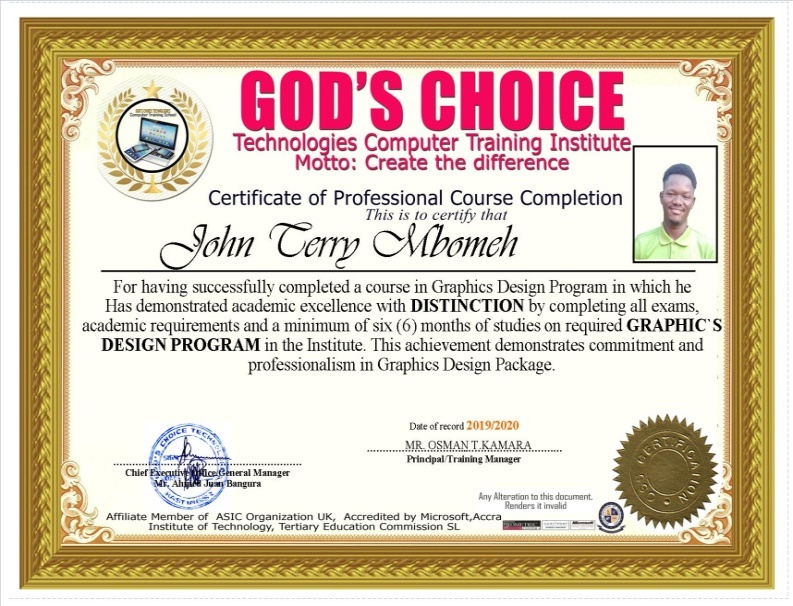 GOD'S CHOICE
Technologies Computer Training Institute
Motto: Create the difference
Certificate of Professional Course Completion
This is to certify that
John Terry Mbomeh
For having successfully completed a course in Graphics Design Program in which he
Has demonstrated academic excellence with DISTINCTION by completing all exams,
academic requirements and a minimum of six (6) months of studies on required GRAPHIC`S
DESIGN PROGRAM in the Institute. This achievement demonstrates commitment and
professionalism in Graphics Design Package.
Date of record 2019/2020
MR. OSMAN T.KAMARA
Principal/Training Manager
Chief Executive Office/General Manager
Mr. Ahmed Juan Bangura
Any Alteration to this document.
Renders it invalid
Affiliate Member of ASIC Organization UK, Accredited by Microsoft,Accra
Institute of Technology, Tertiary Education Commission SL
Computer Training School
CHOICE TECHN
CERTIFICATION